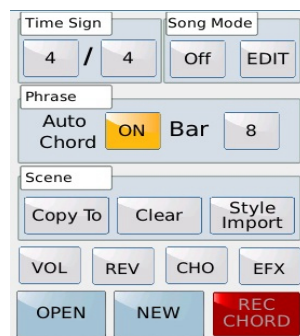 Time Sign Song Mode
4 / 4 Off EDIT
Phrase
Auto Chord ON Bar 8
Scene
Copy To Clear Style Import
VOL REV CHO EFX
OPEN NEW REC CHORD